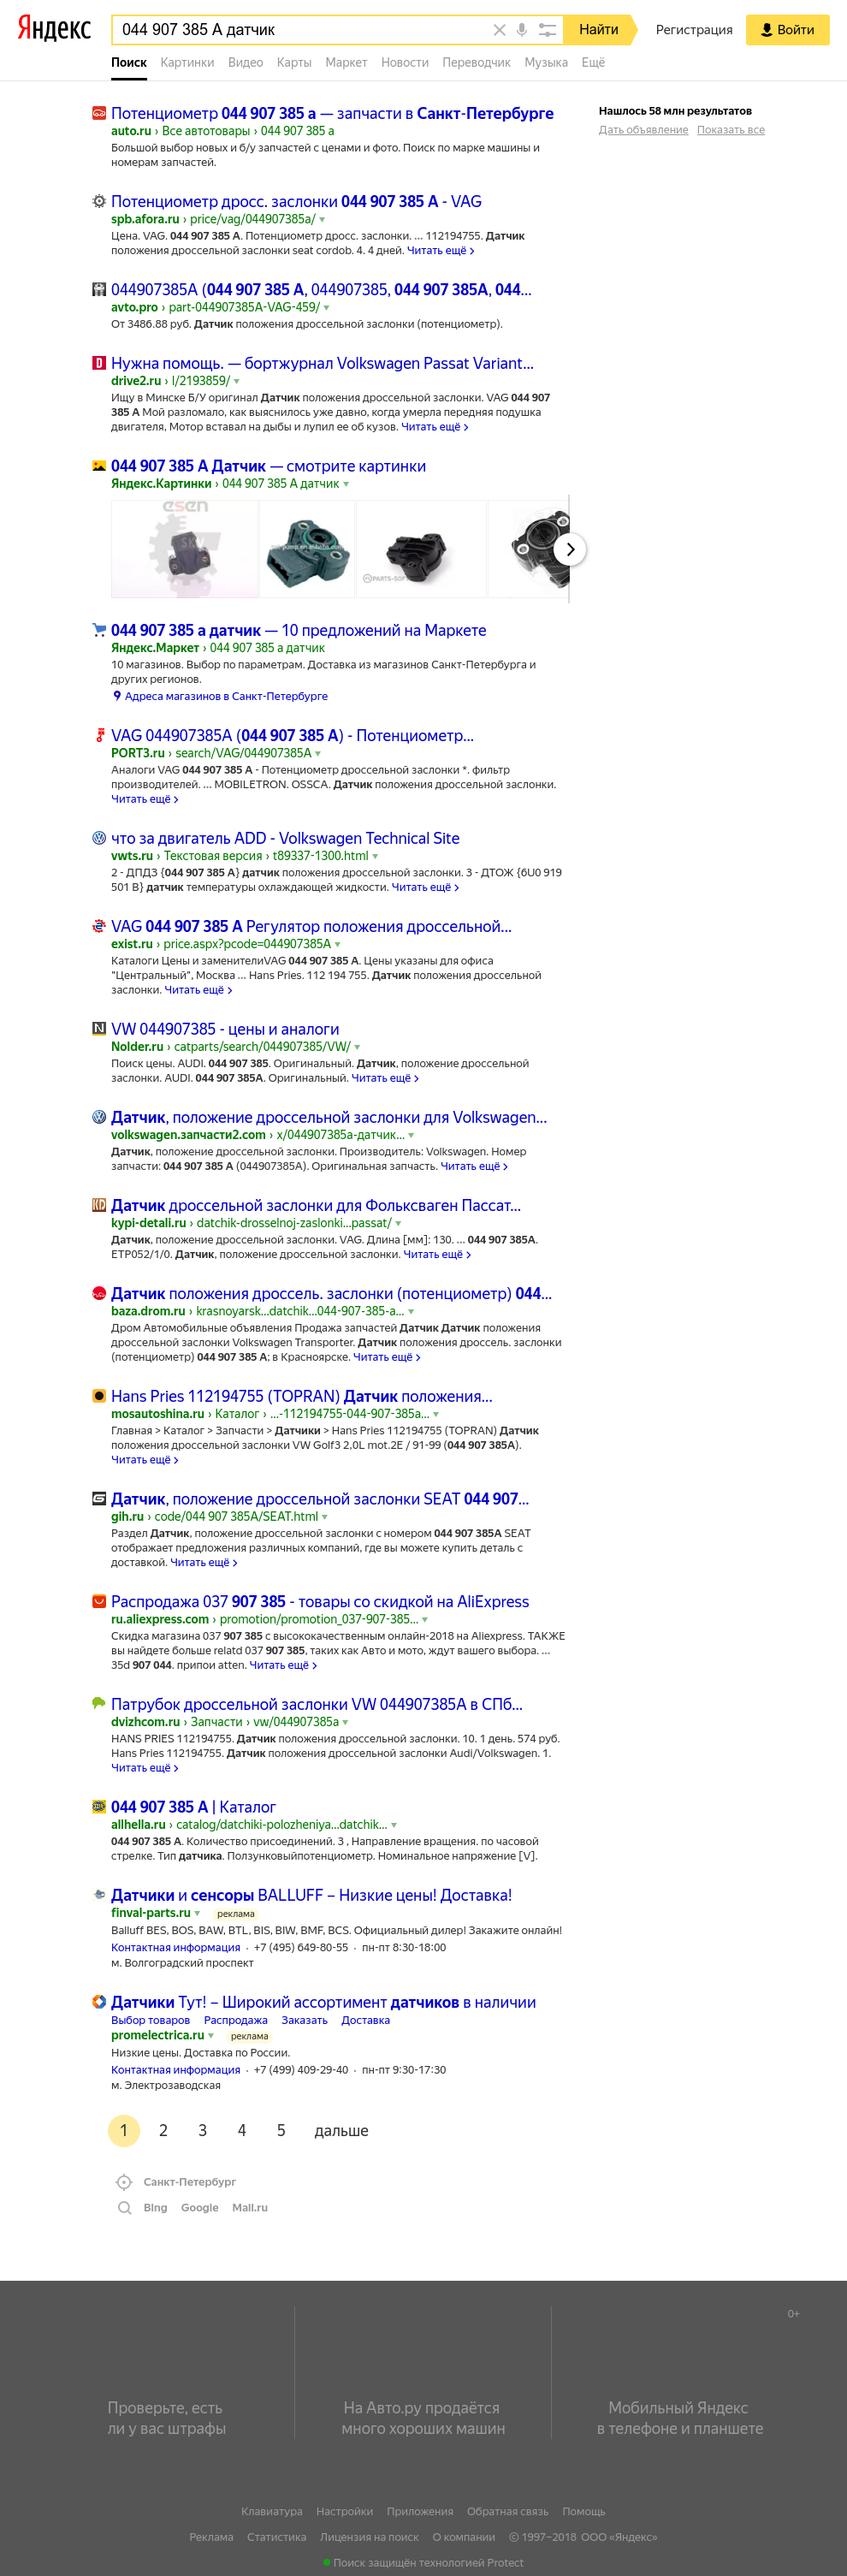 Яндекс
044 907 385 A датчик
Найти
Регистрация
Войти
Поиск Картинки Видео Карты Маркет Новости Переводчик Музыка Ещё
Потенциометр 044 907 385 a — запчасти в Санкт-Петербурге
auto.ru › Все автотовары › 044 907 385 a
Большой выбор новых и б/у запчастей с ценами и фото. Поиск по марке машины и
номерам запчастей.
Нашлось 58 млн результатов
Дать объявление Показать все
Потенциометр дросс. заслонки 044 907 385 A - VAG
spb.afora.ru › price/vag/044907385a/
Цена. VAG. 044 907 385 A. Потенциометр дросс. заслонки. ... 112194755. Датчик
положения дроссельной заслонки seat cordob. 4. 4 дней. Читать ещё ›
044907385A (044 907 385 A, 044907385, 044 907385A, 044...
avto.pro › part-044907385A-VAG-459/
От 3486.88 руб. Датчик положения дроссельной заслонки (потенциометр).
Нужна помощь. — бортжурнал Volkswagen Passat Variant...
drive2.ru › l/2193859/
Ищу в Минске Б/У оригинал Датчик положения дроссельной заслонки. VAG 044 907
385 A Мой разломало, как выяснилось уже давно, когда умерла передняя подушка
двигателя, Мотор вставал на дыбы и лупил ее об кузов. Читать ещё ›
044 907 385 A Датчик — смотрите картинки
Яндекс.Картинки › 044 907 385 A датчик
esen
SKV
PARTS-SOFT
044 907 385 а датчик — 10 предложений на Маркете
Яндекс.Маркет › 044 907 385 а датчик
10 магазинов. Выбор по параметрам. Доставка из магазинов Санкт-Петербурга и
других регионов.
Адреса магазинов в Санкт-Петербурге
VAG 044907385A (044 907 385 A) - Потенциометр...
PORT3.ru › search/VAG/044907385A
Аналоги VAG 044 907 385 A - Потенциометр дроссельной заслонки *. фильтр
производителей. ... MOBILETRON. OSSCA. Датчик положения дроссельной заслонки.
Читать ещё ›
что за двигатель ADD - Volkswagen Technical Site
vwts.ru › Текстовая версия › t89337-1300.html
2 - ДПДЗ {044 907 385 A} датчик положения дроссельной заслонки. 3 - ДТОЖ {6U0 919
501 B} датчик температуры охлаждающей жидкости. Читать ещё ›
VAG 044 907 385 A Регулятор положения дроссельной...
exist.ru › price.aspx?pcode=044907385A
Каталоги Цены и заменителиVAG 044 907 385 A. Цены указаны для офиса
"Центральный", Москва ... Hans Pries. 112 194 755. Датчик положения дроссельной
заслонки. Читать ещё ›
VW 044907385 - цены и аналоги
Nolder.ru › catparts/search/044907385/VW/
Поиск цены. AUDI. 044 907 385. Оригинальный. Датчик, положение дроссельной
заслонки. AUDI. 044 907 385A. Оригинальный. Читать ещё ›
Датчик, положение дроссельной заслонки для Volkswagen...
volkswagen.запчасти2.com › x/044907385a-датчик...
Датчик, положение дроссельной заслонки. Производитель: Volkswagen. Номер
запчасти: 044 907 385 A (044907385A). Оригинальная запчасть. Читать ещё ›
Датчик дроссельной заслонки для Фольксваген Пассат...
kypi-detali.ru › datchik-drosselnoj-zaslonki...passat/
Датчик, положение дроссельной заслонки. VAG. Длина [мм]: 130. ... 044 907 385A.
ETP052/1/0. Датчик, положение дроссельной заслонки. Читать ещё ›
Датчик положения дроссель. заслонки (потенциометр) 044...
baza.drom.ru › krasnoyarsk...datchik...044-907-385-a...
Дром Автомобильные объявления Продажа запчастей Датчик Датчик положения
дроссельной заслонки Volkswagen Transporter. Датчик положения дроссель. заслонки
(потенциометр) 044 907 385 A; в Красноярске. Читать ещё ›
Hans Pries 112194755 (TOPRAN) Датчик положения...
mosautoshina.ru › Каталог › ...-112194755-044-907-385a...
Главная > Каталог > Запчасти > Датчики > Hans Pries 112194755 (TOPRAN) Датчик
положения дроссельной заслонки VW Golf3 2,0L mot.2E / 91-99 (044 907 385A).
Читать ещё ›
Датчик, положение дроссельной заслонки SEAT 044 907...
gih.ru › code/044 907 385A/SEAT.html
Раздел Датчик, положение дроссельной заслонки с номером 044 907 385A SEAT
отображает предложения различных компаний, где вы можете купить деталь с
доставкой. Читать ещё ›
Распродажа 037 907 385 - товары со скидкой на AliExpress
ru.aliexpress.com › promotion/promotion_037-907-385...
Скидка магазина 037 907 385 с высококачественным онлайн-2018 на Aliexpress. ТАКЖЕ
вы найдете больше relatd 037 907 385, таких как Авто и мото, ждут вашего выбора. ...
35d 907 044. припои atten. Читать ещё ›
Патрубок дроссельной заслонки VW 044907385A в СПб...
dvizhcom.ru › Запчасти › vw/044907385a
HANS PRIES 112194755. Датчик положения дроссельной заслонки. 10. 1 день. 574 руб.
Hans Pries 112194755. Датчик положения дроссельной заслонки Audi/Volkswagen. 1.
Читать ещё ›
044 907 385 A | Каталог
allhella.ru › catalog/datchiki-polozheniya...datchik...
044 907 385 A. Количество присоединений. 3 , Направление вращения. по часовой
стрелке. Тип датчика. Ползунковыйпотенциометр. Номинальное напряжение [V].
Датчики и сенсоры BALLUFF – Низкие цены! Доставка!
finval-parts.ru реклама
Balluff BES, BOS, BAW, BTL, BIS, BIW, BMF, BCS. Официальный дилер! Закажите онлайн!
Контактная информация · +7 (495) 649-80-55 · пн-пт 8:30-18:00
м. Волгоградский проспект
Датчики Тут! – Широкий ассортимент датчиков в наличии
Выбор товаров Распродажа Заказать Доставка
promelectrica.ru реклама
Низкие цены. Доставка по России.
Контактная информация · +7 (499) 409-29-40 · пн-пт 9:30-17:30
м. Электрозаводская
1 2 3 4 5 дальше
Санкт-Петербург
Bing Google Mail.ru
0+
Проверьте, есть
ли у вас штрафы
На Авто.ру продаётся
много хороших машин
Мобильный Яндекс
в телефоне и планшете
Клавиатура Настройки Приложения Обратная связь Помощь
Реклама Статистика Лицензия на поиск О компании © 1997–2018 ООО «Яндекс»
Поиск защищён технологией Protect